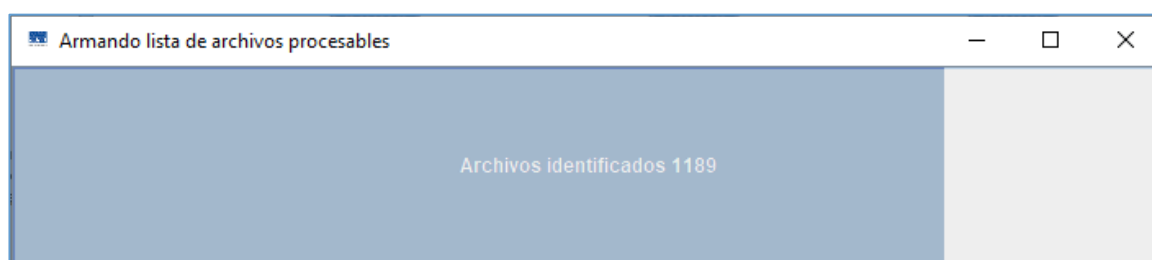 Armando lista de archivos procesables
Archivos identificados 1189